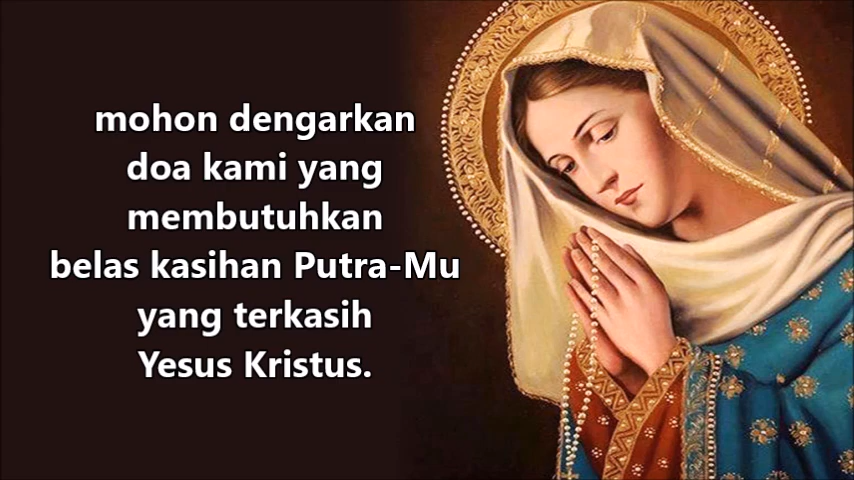 mohon dengarkan
doa kami yang
membutuhkan
belas kasihan Putra-Mu
yang terkasih
Yesus Kristus.